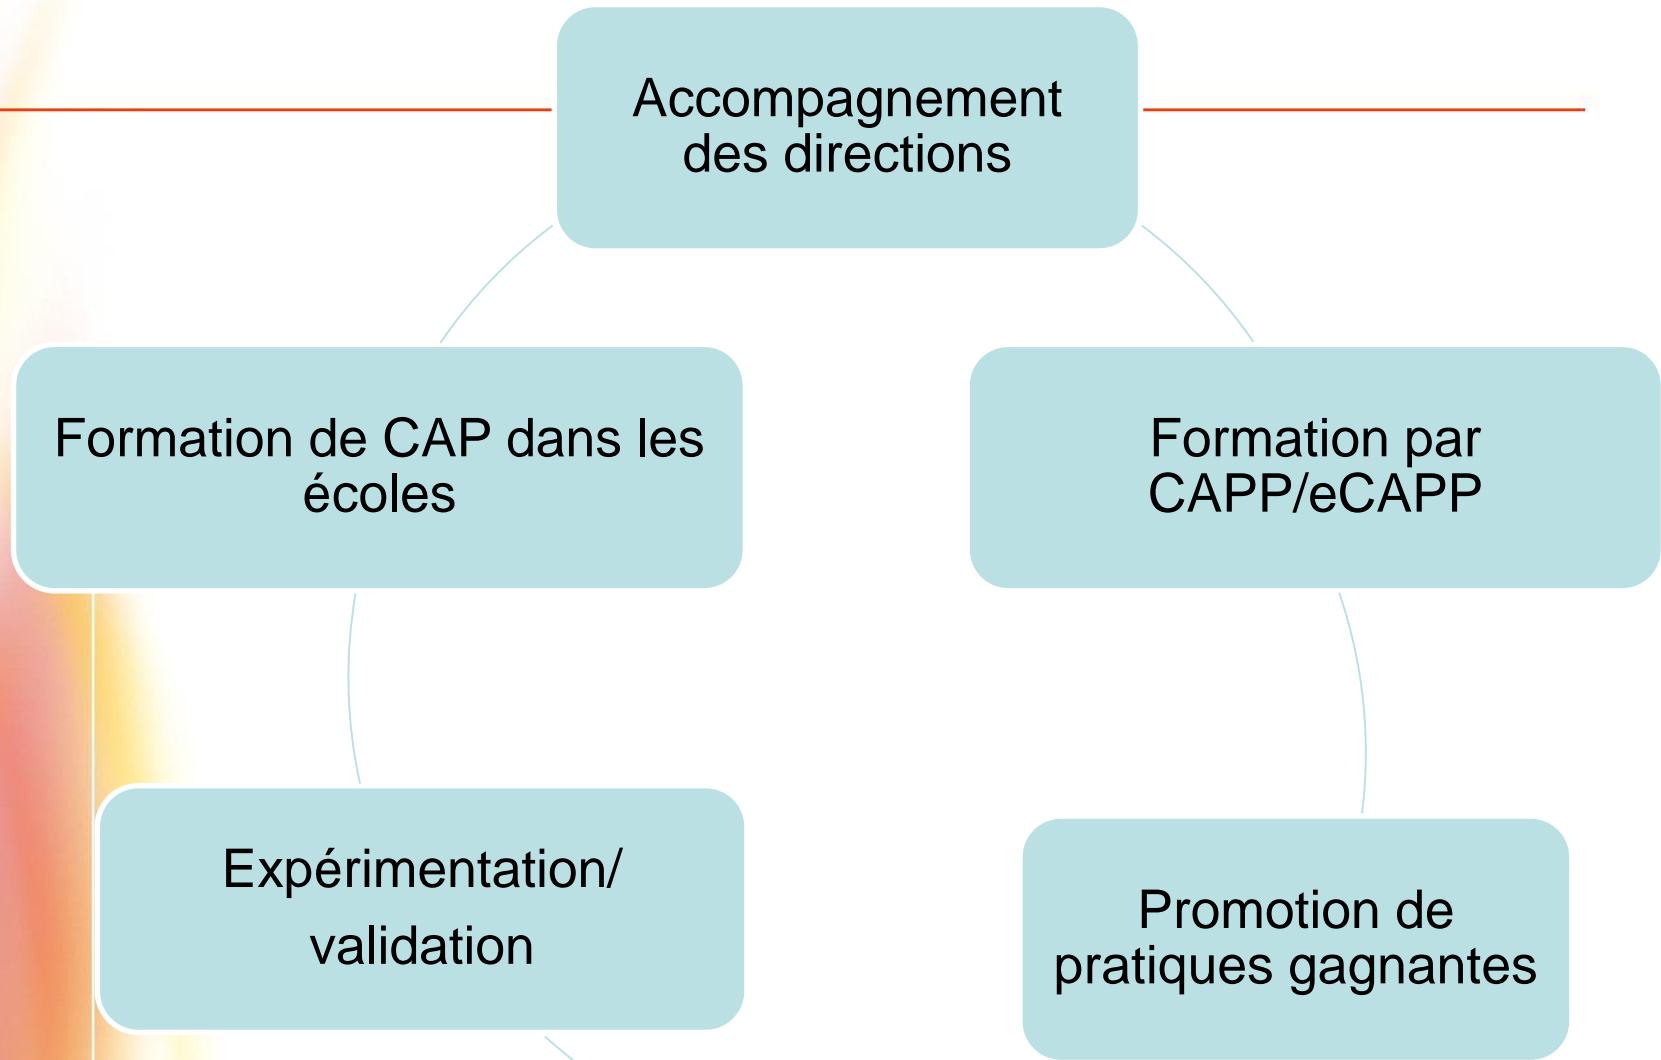 Accompagnement
des directions
Formation de CAP dans les
écoles
Formation par
CAPP/eCAPP
Expérimentation/
validation
Promotion de
pratiques gagnantes